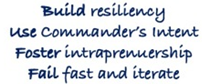 Build resiliency
Use Commander's Intent
Foster intraprenuership
Fail fast and iterate